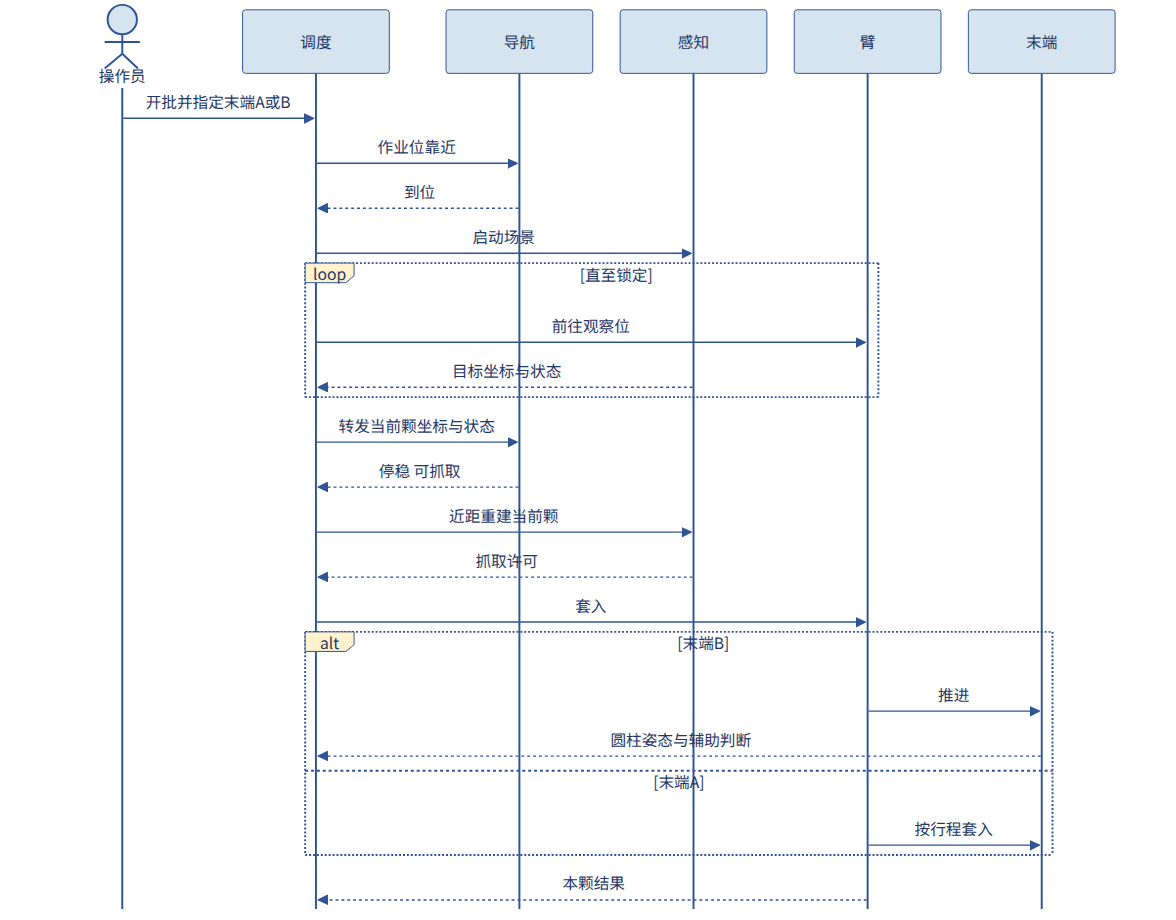 操作员
调度
导航
感知
臂
末端
开批并指定末端A或B
作业位靠近
到位
启动场景
loop
[直至锁定]
前往观察位
目标坐标与状态
转发当前颗坐标与状态
停稳 可抓取
近距重建当前颗
抓取许可
套入
alt
[末端B]
推进
圆柱姿态与辅助判断
[末端A]
按行程套入
本颗结果